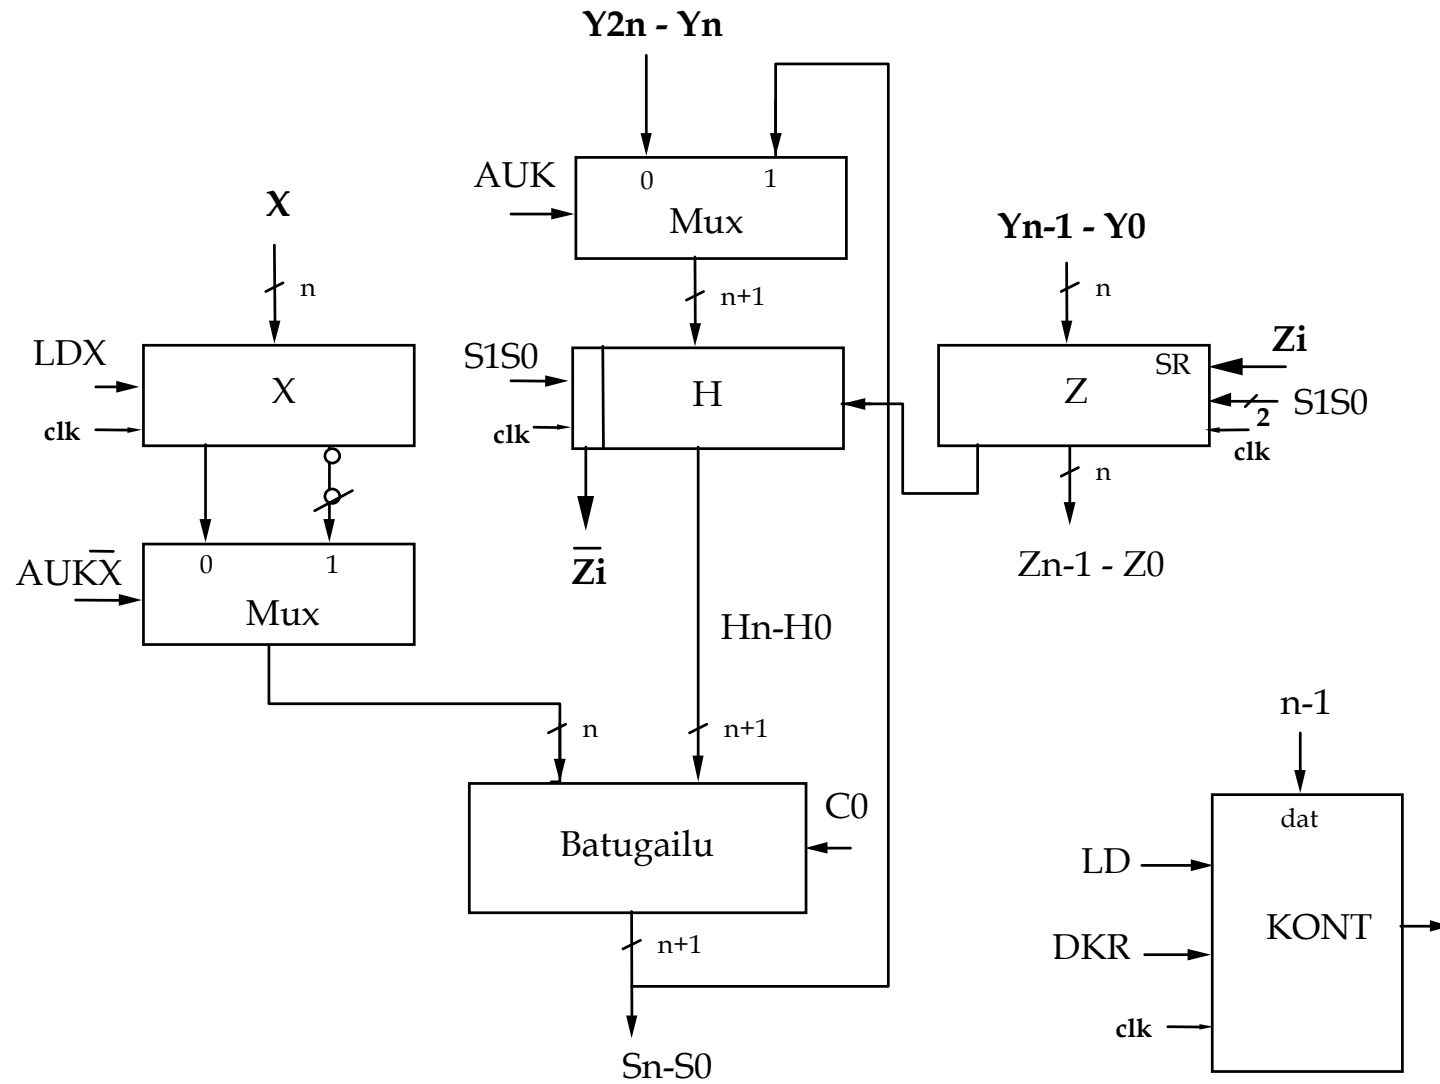 Y2n - Yn
AUK
0 1
Mux
X
Yn-1 - Y0
n
n+1
n
LDX
X
clk
S1S0
H
clk
SR
Z
Zi
S1S0
2
clk
n
Z̅i
Zn-1 - Z0
AUKX̅
0 1
Mux
Hn-H0
n
n+1
n-1
C0
dat
Batugailu
LD
KONT
n+1
DKR
clk
Sn-S0